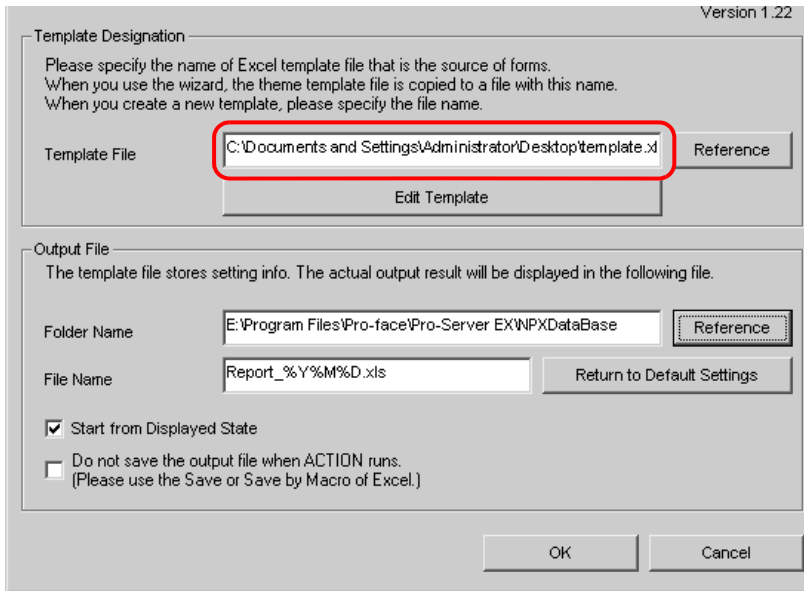 Version 1.22
Template Designation
Please specify the name of Excel template file that is the source of forms.
When you use the wizard, the theme template file is copied to a file with this name.
When you create a new template, please specify the file name.
Template File
C:\Documents and Settings\Administrator\Desktop\template.xl
Reference
Edit Template
Output File
The template file stores setting info. The actual output result will be displayed in the following file.
Folder Name
E:\Program Files\Pro-face\Pro-Server EX\NPXDataBase
Reference
File Name
Report_%Y%M%D.xls
Return to Default Settings
Start from Displayed State
Do not save the output file when ACTION runs.
(Please use the Save or Save by Macro of Excel.)
OK
Cancel